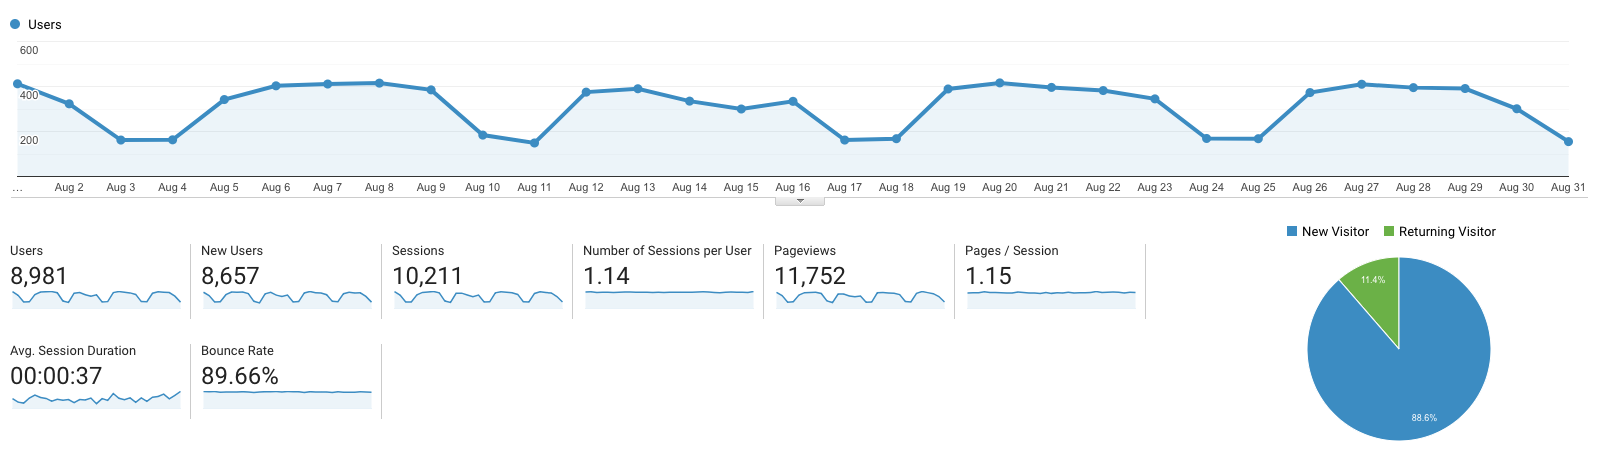 Users
600
400
200
... Aug 2 Aug 3 Aug 4 Aug 5 Aug 6 Aug 7 Aug 8 Aug 9 Aug 10 Aug 11 Aug 12 Aug 13 Aug 14 Aug 15 Aug 16 Aug 17 Aug 18 Aug 19 Aug 20 Aug 21 Aug 22 Aug 23 Aug 24 Aug 25 Aug 26 Aug 27 Aug 28 Aug 29 Aug 30 Aug 31
Users
8,981
New Users
8,657
Sessions
10,211
Number of Sessions per User
1.14
Pageviews
11,752
Pages / Session
1.15
Avg. Session Duration
00:00:37
Bounce Rate
89.66%
New Visitor Returning Visitor
11.4%
88.6%